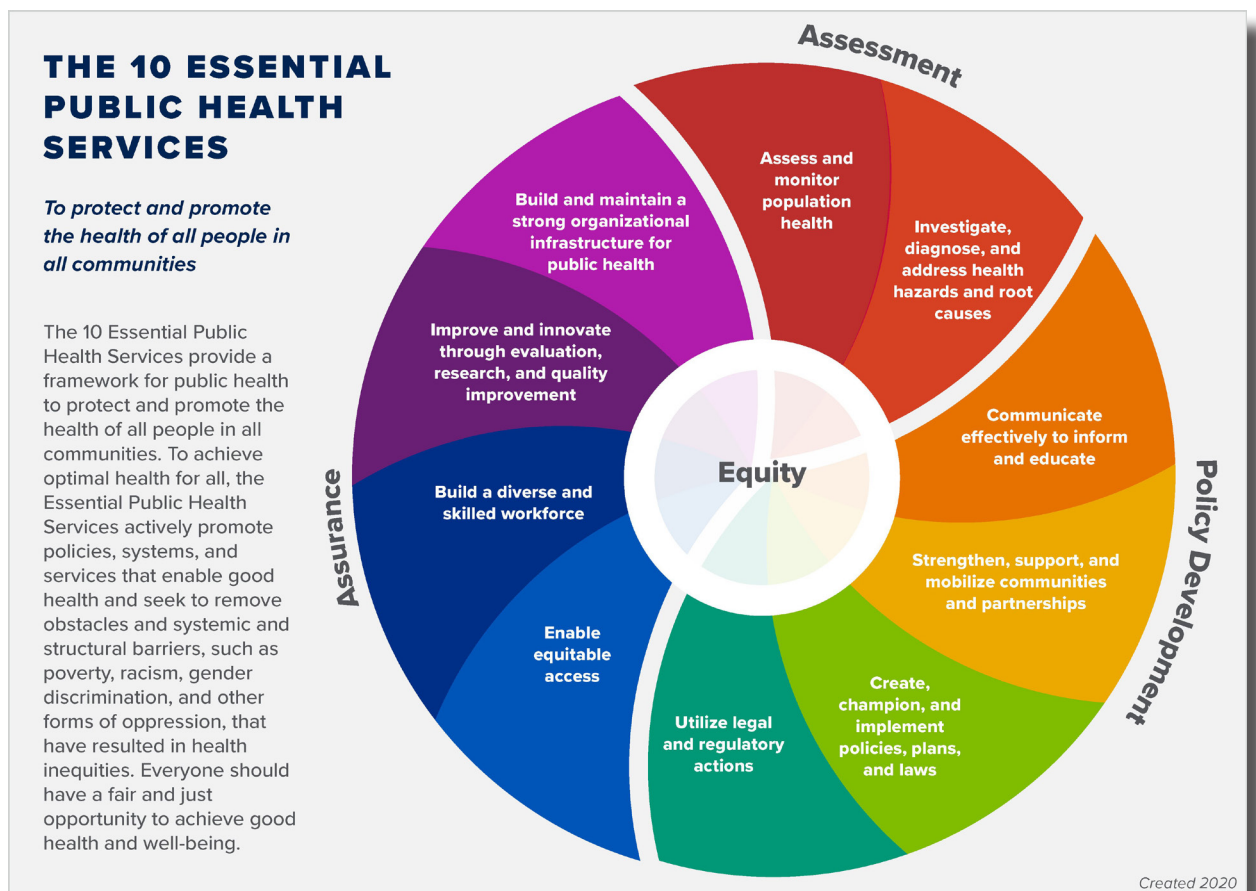 THE 10 ESSENTIAL
PUBLIC HEALTH
SERVICES
To protect and promote
the health of all people in
all communities
The 10 Essential Public
Health Services provide a
framework for public health
to protect and promote the
health of all people in all
communities. To achieve
optimal health for all, the
Essential Public Health
Services actively promote
policies, systems, and
services that enable good
health and seek to remove
obstacles and systemic and
structural barriers, such as
poverty, racism, gender
discrimination, and other
forms of oppression, that
have resulted in health
inequities. Everyone should
have a fair and just
opportunity to achieve good
health and well-being.
Assessment
Assess and
monitor
population
health
Investigate,
diagnose, and
address health
hazards and root
causes
Policy Development
Communicate
effectively to inform
and educate
Strengthen, support, and
mobilize communities
and partnerships
Create,
champion, and
implement
policies, plans,
and laws
Utilize legal
and regulatory
actions
Assurance
Enable
equitable
access
Build a diverse and
skilled workforce
Improve and innovate
through evaluation,
research, and quality
improvement
Build and maintain a
strong organizational
infrastructure for
public health
Equity
Created 2020